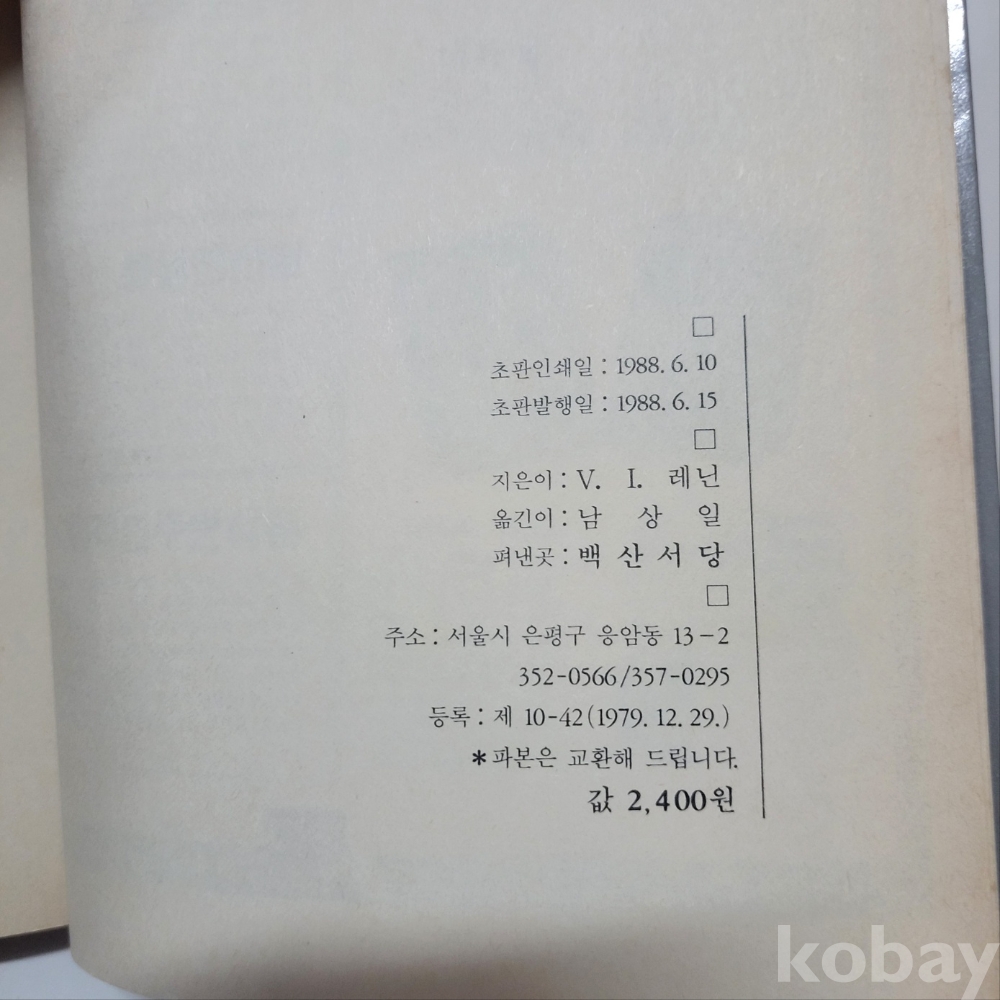 □
초판인쇄일 : 1988. 6. 10
초판발행일 : 1988. 6. 15
□
지은이 : V. I. 레닌
옮긴이 : 남 상 일
펴낸곳 : 백 산 서 당
□
주소 : 서울시 은평구 응암동 13-2
352-0566/357-0295
등록 : 제 10-42(1979. 12. 29.)
*파본은 교환해 드립니다.
값 2,400원
kobay